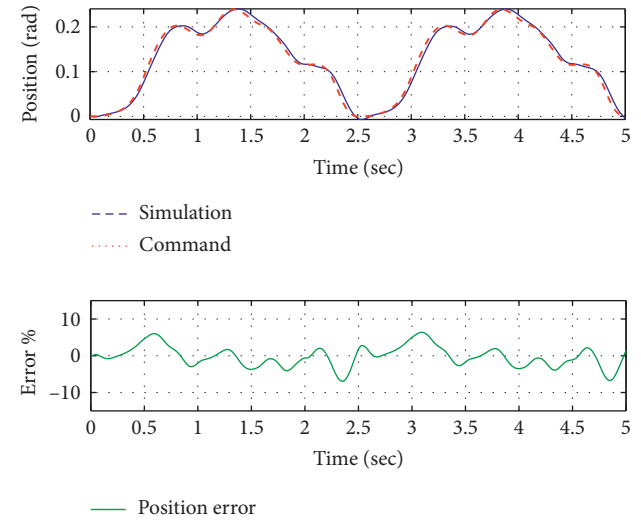 Position (rad)
0.2
0.1
0
0 0.5 1 1.5 2 2.5 3 3.5 4 4.5 5
Time (sec)
Simulation
Command
Error %
10
0
−10
0 0.5 1 1.5 2 2.5 3 3.5 4 4.5 5
Time (sec)
Position error